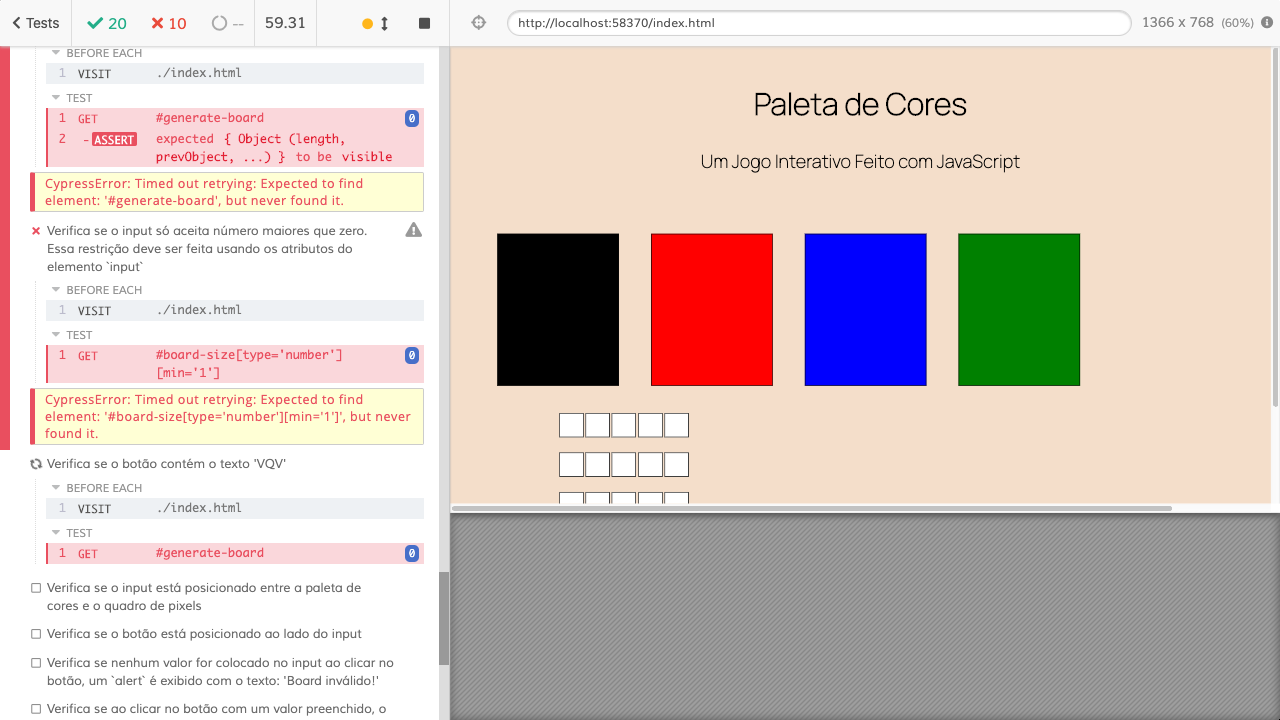 Tests
20
10
--
59.31
http://localhost:58370/index.html
1366 x 768 (60%)
BEFORE EACH
1 VISIT ./index.html
TEST
1 GET #generate-board 0
2 -ASSERT expected { Object (length,
prevObject, ...) } to be visible
CypressError: Timed out retrying: Expected to find
element: '#generate-board', but never found it.
Verifica se o input só aceita número maiores que zero.
Essa restrição deve ser feita usando os atributos do
elemento `input`
BEFORE EACH
1 VISIT ./index.html
TEST
1 GET #board-size[type='number'] 0
[min='1']
CypressError: Timed out retrying: Expected to find
element: '#board-size[type='number'][min='1']', but never
found it.
Verifica se o botão contém o texto 'VQV'
BEFORE EACH
1 VISIT ./index.html
TEST
1 GET #generate-board 0
Verifica se o input está posicionado entre a paleta de
cores e o quadro de pixels
Verifica se o botão está posicionado ao lado do input
Verifica se nenhum valor for colocado no input ao clicar no
botão, um `alert` é exibido com o texto: 'Board inválido!'
Verifica se ao clicar no botão com um valor preenchido, o
Paleta de Cores
Um Jogo Interativo Feito com JavaScript